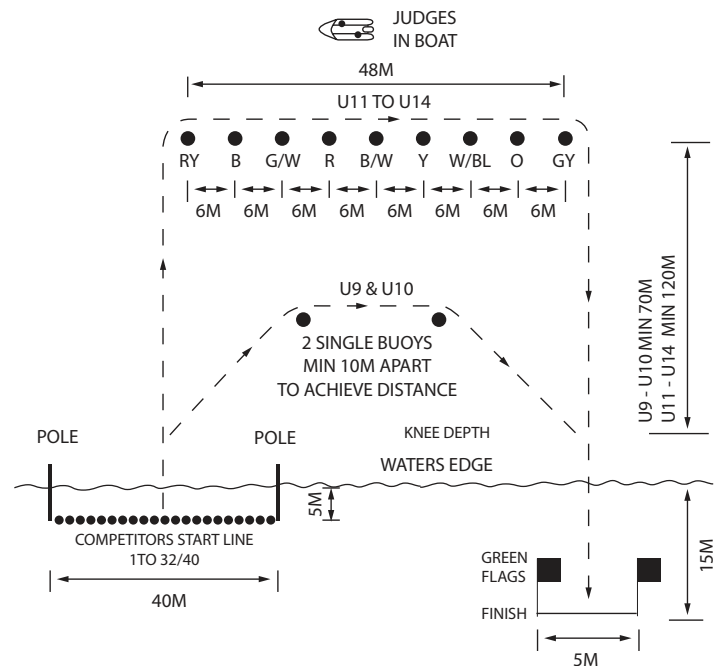 JUDGES
IN BOAT
48M
U11 TO U14
RY B G/W R B/W Y W/BL O GY
6M 6M 6M 6M 6M 6M 6M 6M
U9 & U10
2 SINGLE BUOYS
MIN 10M APART
TO ACHIEVE DISTANCE
U9 - U10 MIN 70M
U11 - U14 MIN 120M
POLE
POLE
KNEE DEPTH
WATERS EDGE
5M
COMPETITORS START LINE
1TO 32/40
40M
15M
GREEN
FLAGS
FINISH
5M